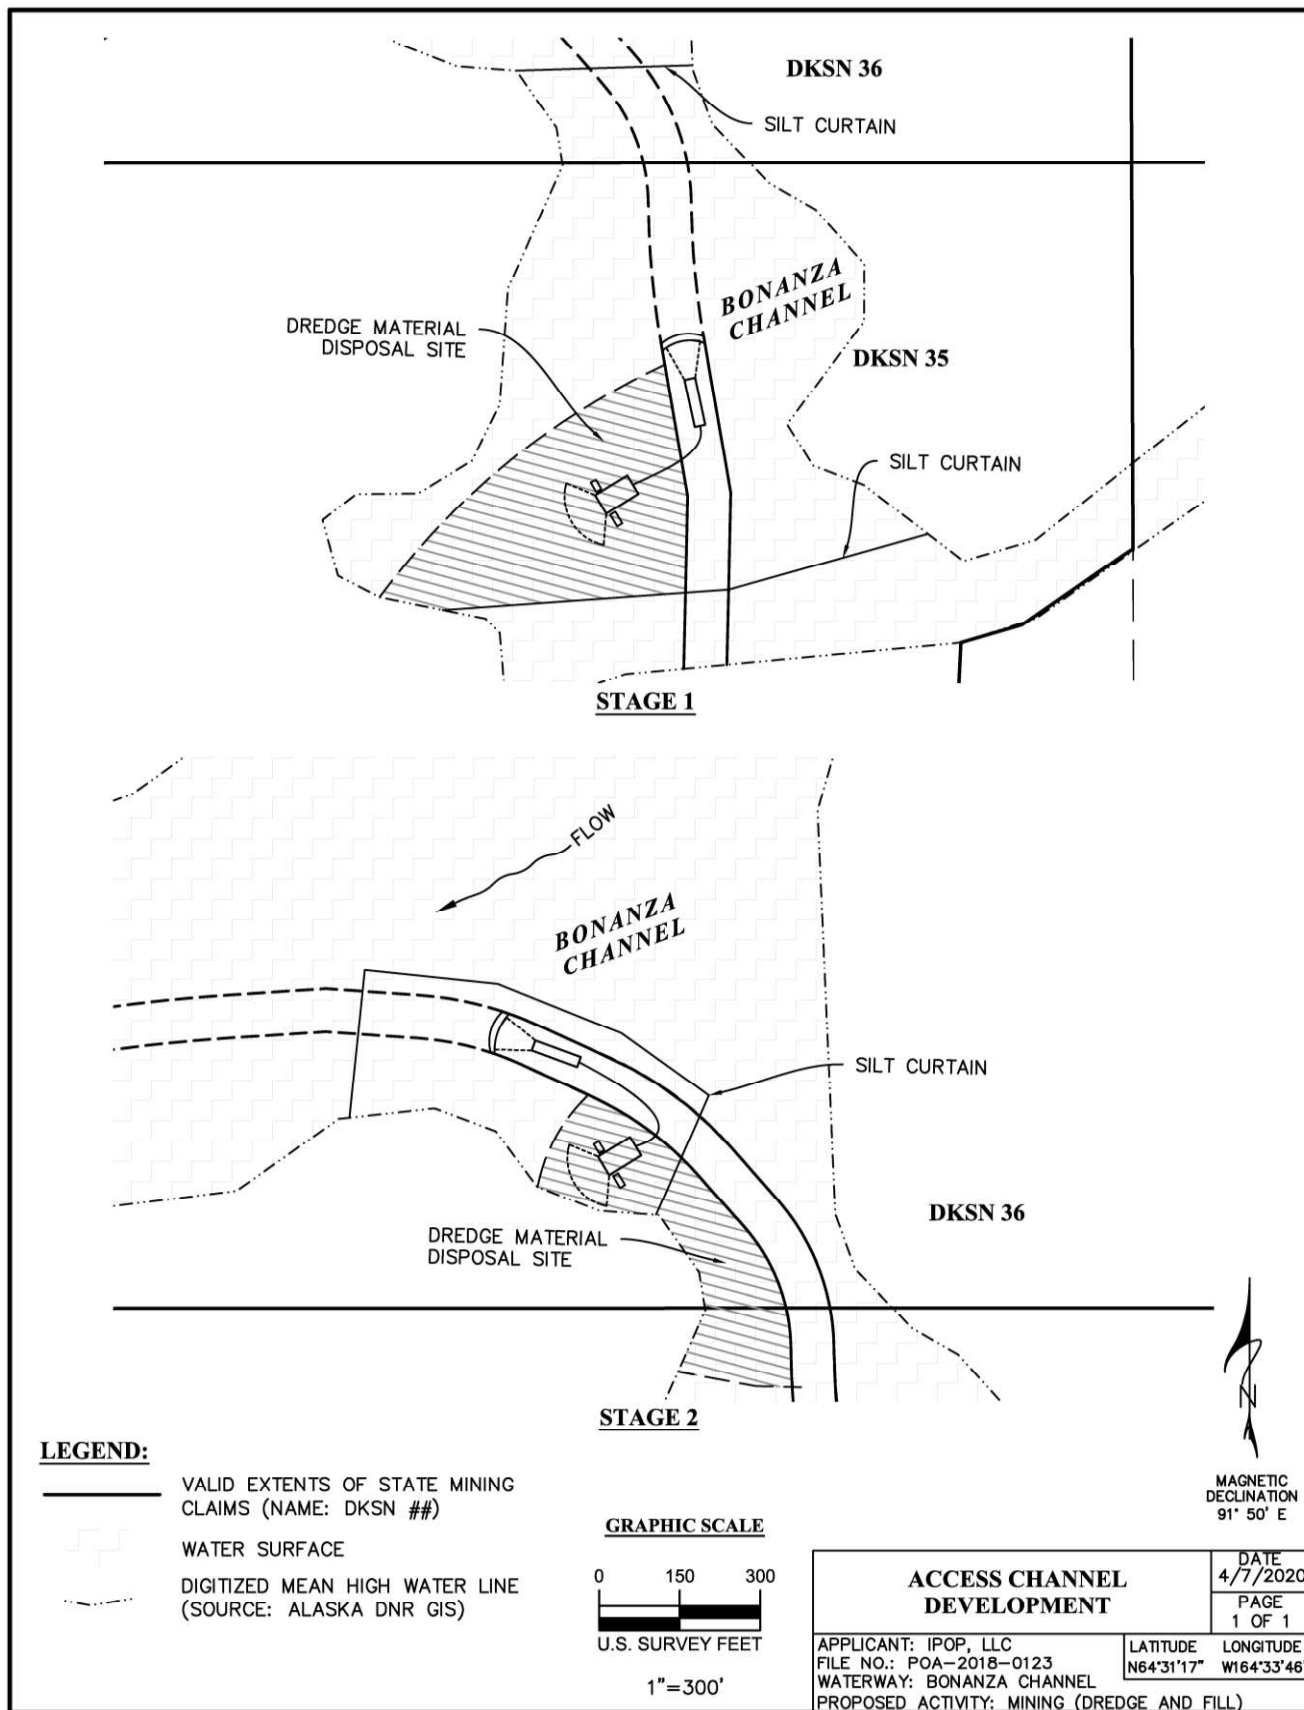 DKSN 36
SILT CURTAIN
BONANZA
CHANNEL
DREDGE MATERIAL
DISPOSAL SITE
DKSN 35
SILT CURTAIN
STAGE 1
FLOW
BONANZA
CHANNEL
SILT CURTAIN
DKSN 36
DREDGE MATERIAL
DISPOSAL SITE
STAGE 2
LEGEND:
VALID EXTENTS OF STATE MINING
CLAIMS (NAME: DKSN ##)
WATER SURFACE
DIGITIZED MEAN HIGH WATER LINE
(SOURCE: ALASKA DNR GIS)
GRAPHIC SCALE
0 150 300
U.S. SURVEY FEET
1"=300'
N
MAGNETIC
DECLINATION
91° 50' E
ACCESS CHANNEL
DEVELOPMENT
DATE
4/7/2020
PAGE
1 OF 1
APPLICANT: IPOP, LLC
FILE NO.: POA-2018-0123
WATERWAY: BONANZA CHANNEL
PROPOSED ACTIVITY: MINING (DREDGE AND FILL)
LATITUDE LONGITUDE
N64°31'17" W164°33'46"